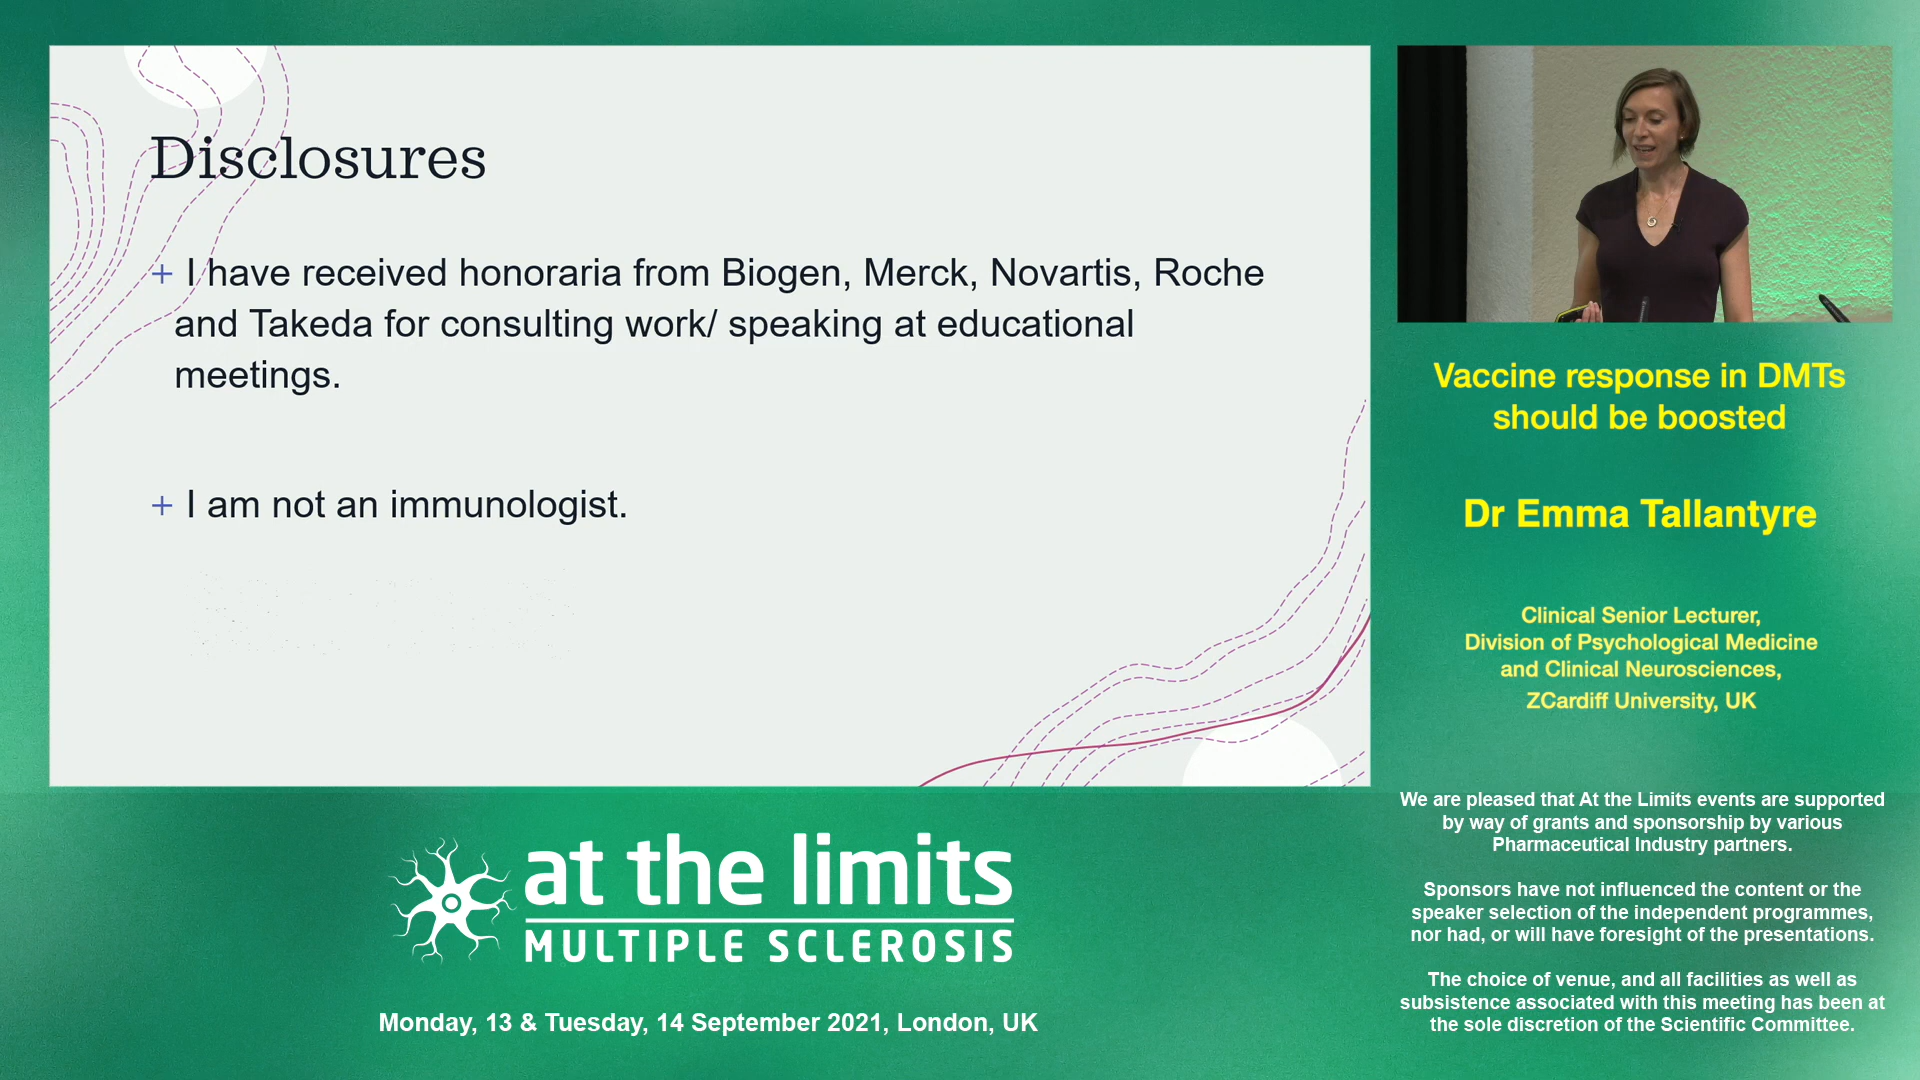 Disclosures
+ I have received honoraria from Biogen, Merck, Novartis, Roche
and Takeda for consulting work/ speaking at educational
meetings.
+ I am not an immunologist.
Vaccine response in DMTs
should be boosted
Dr Emma Tallantyre
Clinical Senior Lecturer,
Division of Psychological Medicine
and Clinical Neurosciences,
ZCardiff University, UK
We are pleased that At the Limits events are supported
by way of grants and sponsorship by various
Pharmaceutical Industry partners.
Sponsors have not influenced the content or the
speaker selection of the independent programmes,
nor had, or will have foresight of the presentations.
The choice of venue, and all facilities as well as
subsistence associated with this meeting has been at
the sole discretion of the Scientific Committee.
at the limits
MULTIPLE SCLEROSIS
Monday, 13 & Tuesday, 14 September 2021, London, UK